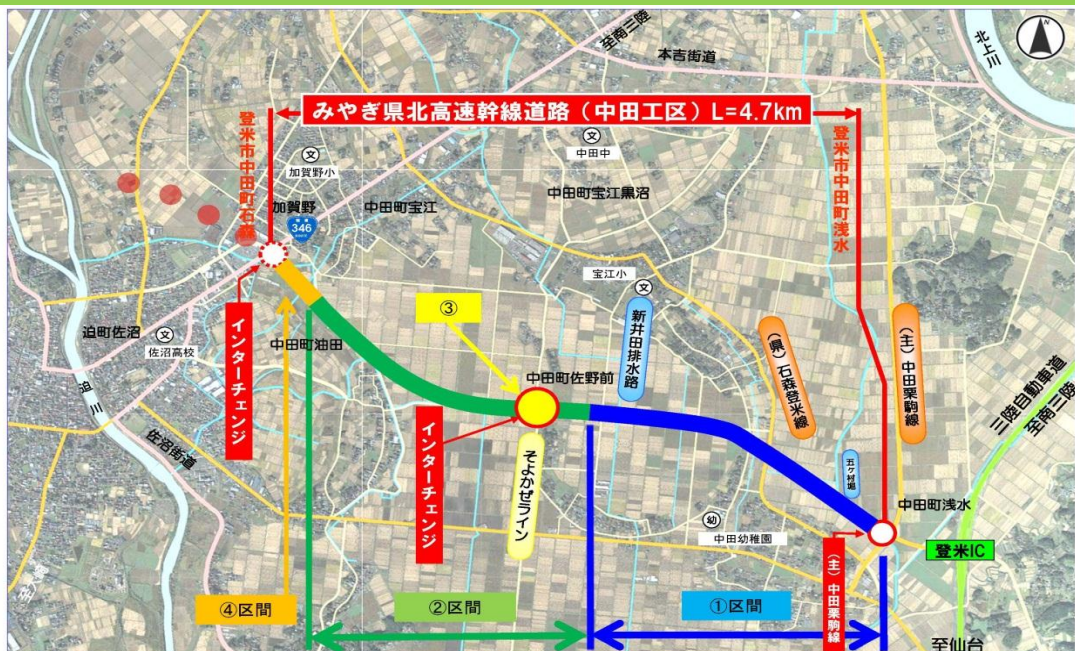 至南三陸
本吉街道
北上川
N
みやぎ県北高速幹線道路（中田工区）L=4.7km
登米市中田町石森
登米市中田町浅水
文
加賀野小
文
中田中
加賀野
中田町宝江
中田町宝江黒沼
346
宝江小
文
新井田排水路
（県）石森登米線
（主）中田栗駒線
三陸自動車道
至南三陸
迫町佐沼
文
佐沼高校
迫川
佐沼街道
インターチェンジ
中田町油田
③
中田町佐野前
インターチェンジ
そよかぜライン
五ケ村堀
中田町浅水
幼
中田幼稚園
（主）中田栗駒線
登米IC
④区間
②区間
①区間
至仙台